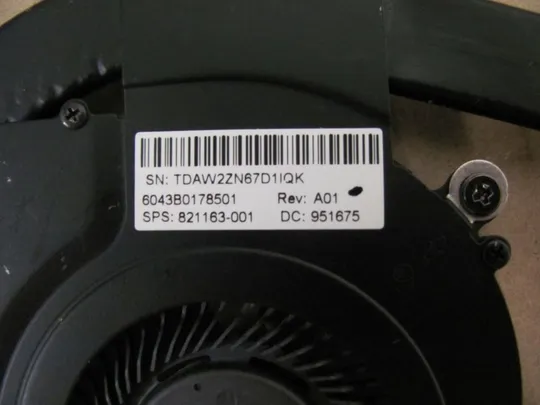 SN: TDAW2ZN67D1IQK
6043B0178501 Rev: A01
SPS: 821163-001 DC: 951675